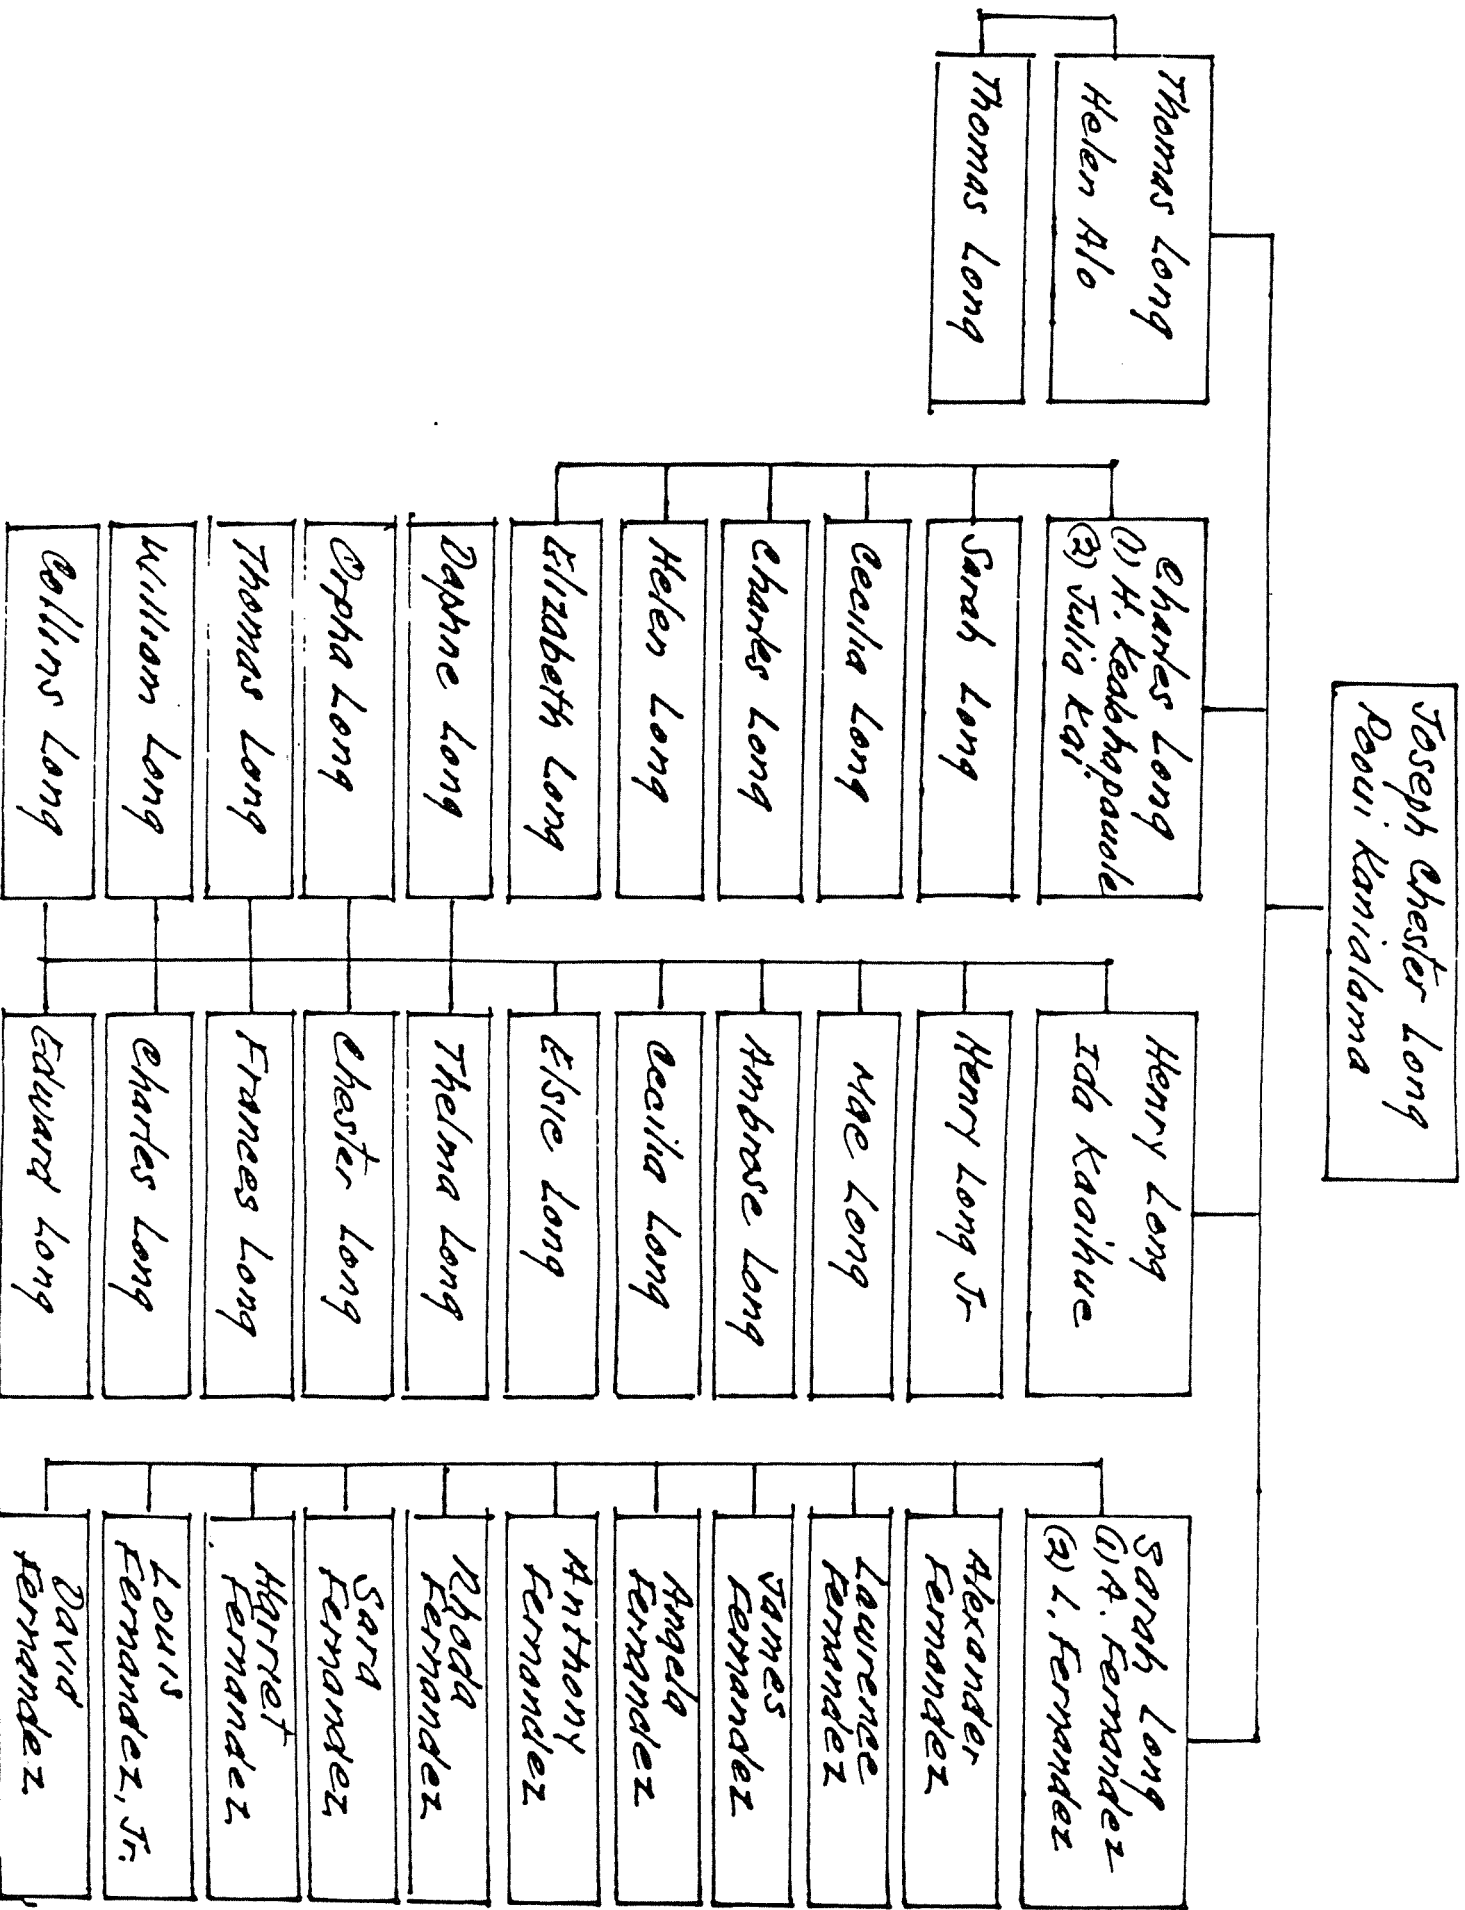 Joseph Chester Long
Peoui Kanialama
Thomas Long
Helen Alo
Thomas Long
Charles Long
(1) H.
(2) Julia Kai
Sarah Long
Cecilia Long
Charles Long
Helen Long
Elizabeth Long
Daphne Long
Orpha Long
Thomas Long
William Long
Collins Long
Henry Long
Ida Kaaihue
Henry Long Jr
Mae Long
Ambrose Long
Cecilia Long
Elsie Long
Thelma Long
Chester Long
Frances Long
Charles Long
Edward Long
Sarah Long
(1) A. Fernandez
(2) L. Fernandez
Alexander
Fernandez
Lawrence
Fernandez
James
Fernandez
Angela
Fernandez
Anthony
Fernandez
Rhoda
Fernandez
Sara
Fernandez
Harriet
Fernandez
Louis
Fernandez, Jr.
David
Fernandez